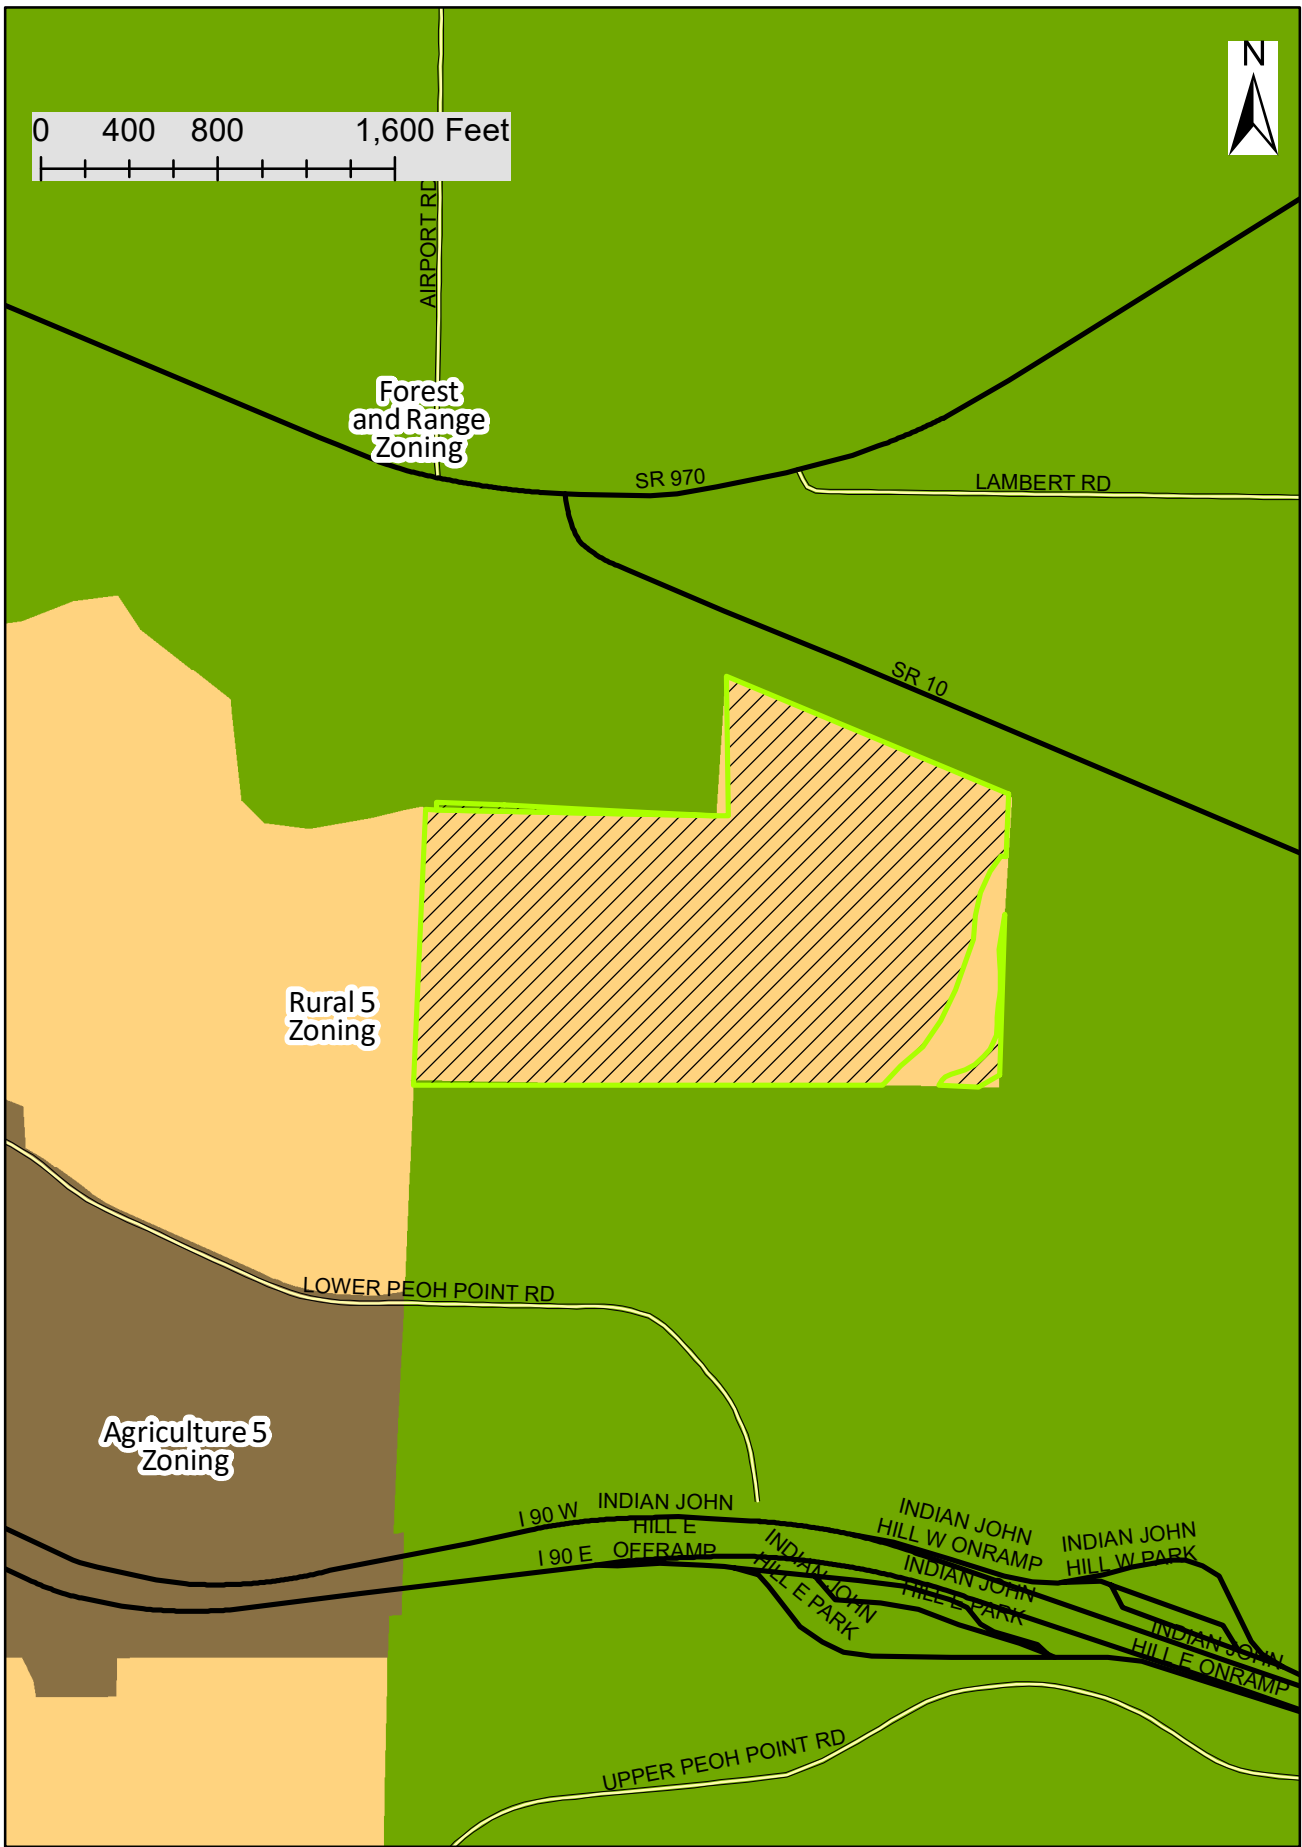 N
0 400 800 1,600 Feet
AIRPORT RD
Forest
and Range
Zoning
SR 970
LAMBERT RD
SR 10
Rural 5
Zoning
LOWER PEOH POINT RD
Agriculture 5
Zoning
I 90 W
INDIAN JOHN
HILL E
OFFRAMP
I 90 E
INDIAN JOHN
HILL W ONRAMP
INDIAN JOHN
HILL W PARK
INDIAN JOHN
HILL E PARK
INDIAN JOHN
HILL E PARK
INDIAN JOHN
HILL E ONRAMP
UPPER PEOH POINT RD